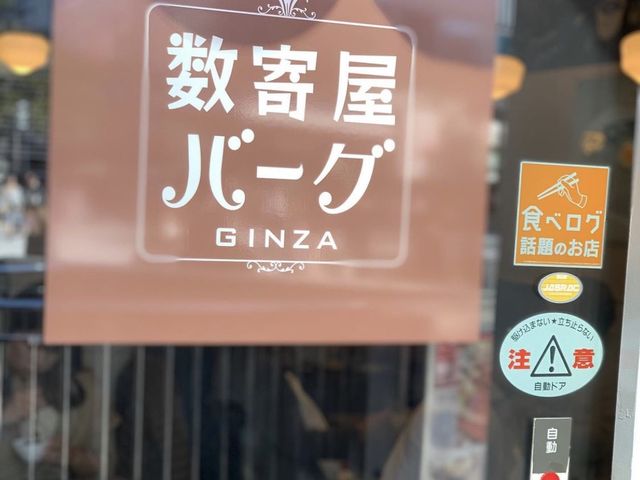 数寄屋
バーグ
GINZA
食べログ
話題のお店
JASRAC
駆け込まない★立ち止らない
注意
自動ドア
自動